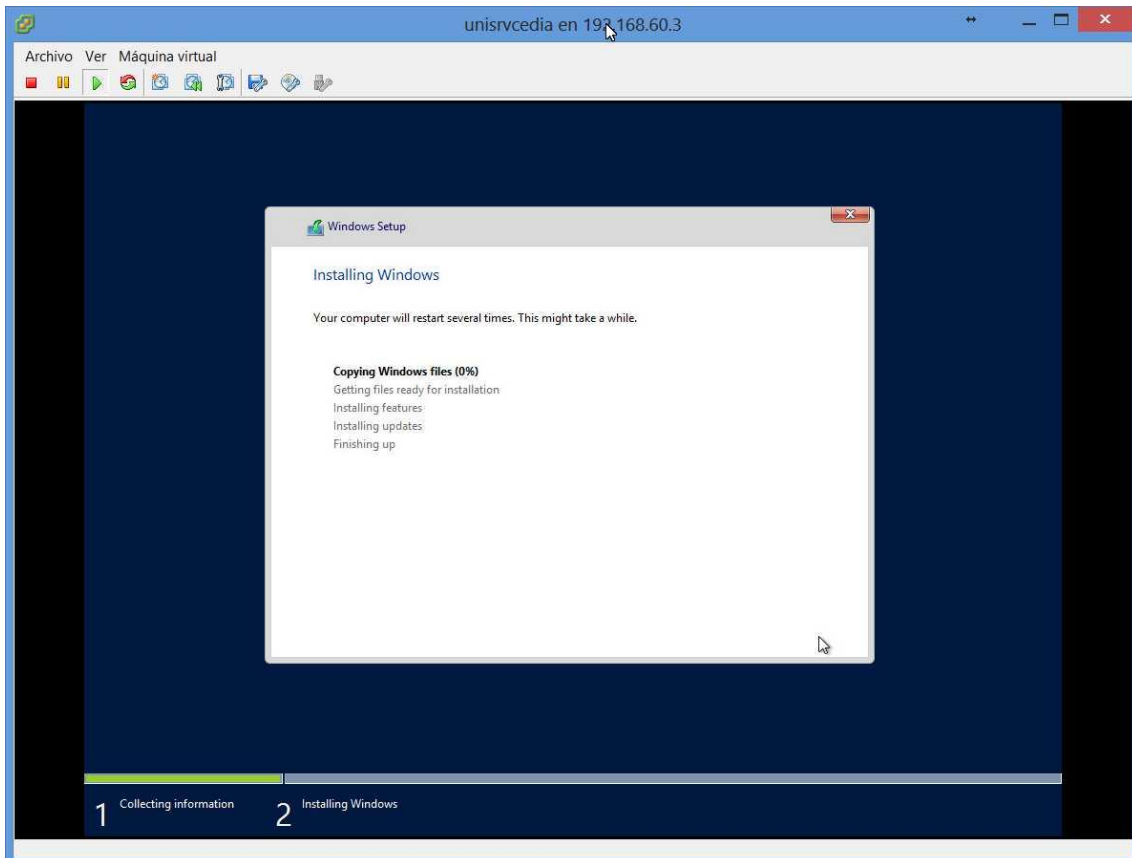 unisrvcedia en 192.168.60.3
Archivo Ver Máquina virtual
Windows Setup
Installing Windows
Your computer will restart several times. This might take a while.
Copying Windows files (0%)
Getting files ready for installation
Installing features
Installing updates
Finishing up
1 Collecting information 2 Installing Windows